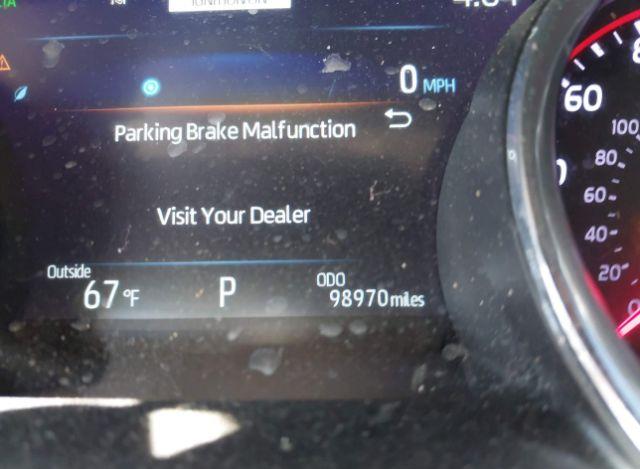 0 MPH
Parking Brake Malfunction
Visit Your Dealer
Outside
67 °F
P
ODO
98970 miles
60
100
80
60
40
20
0